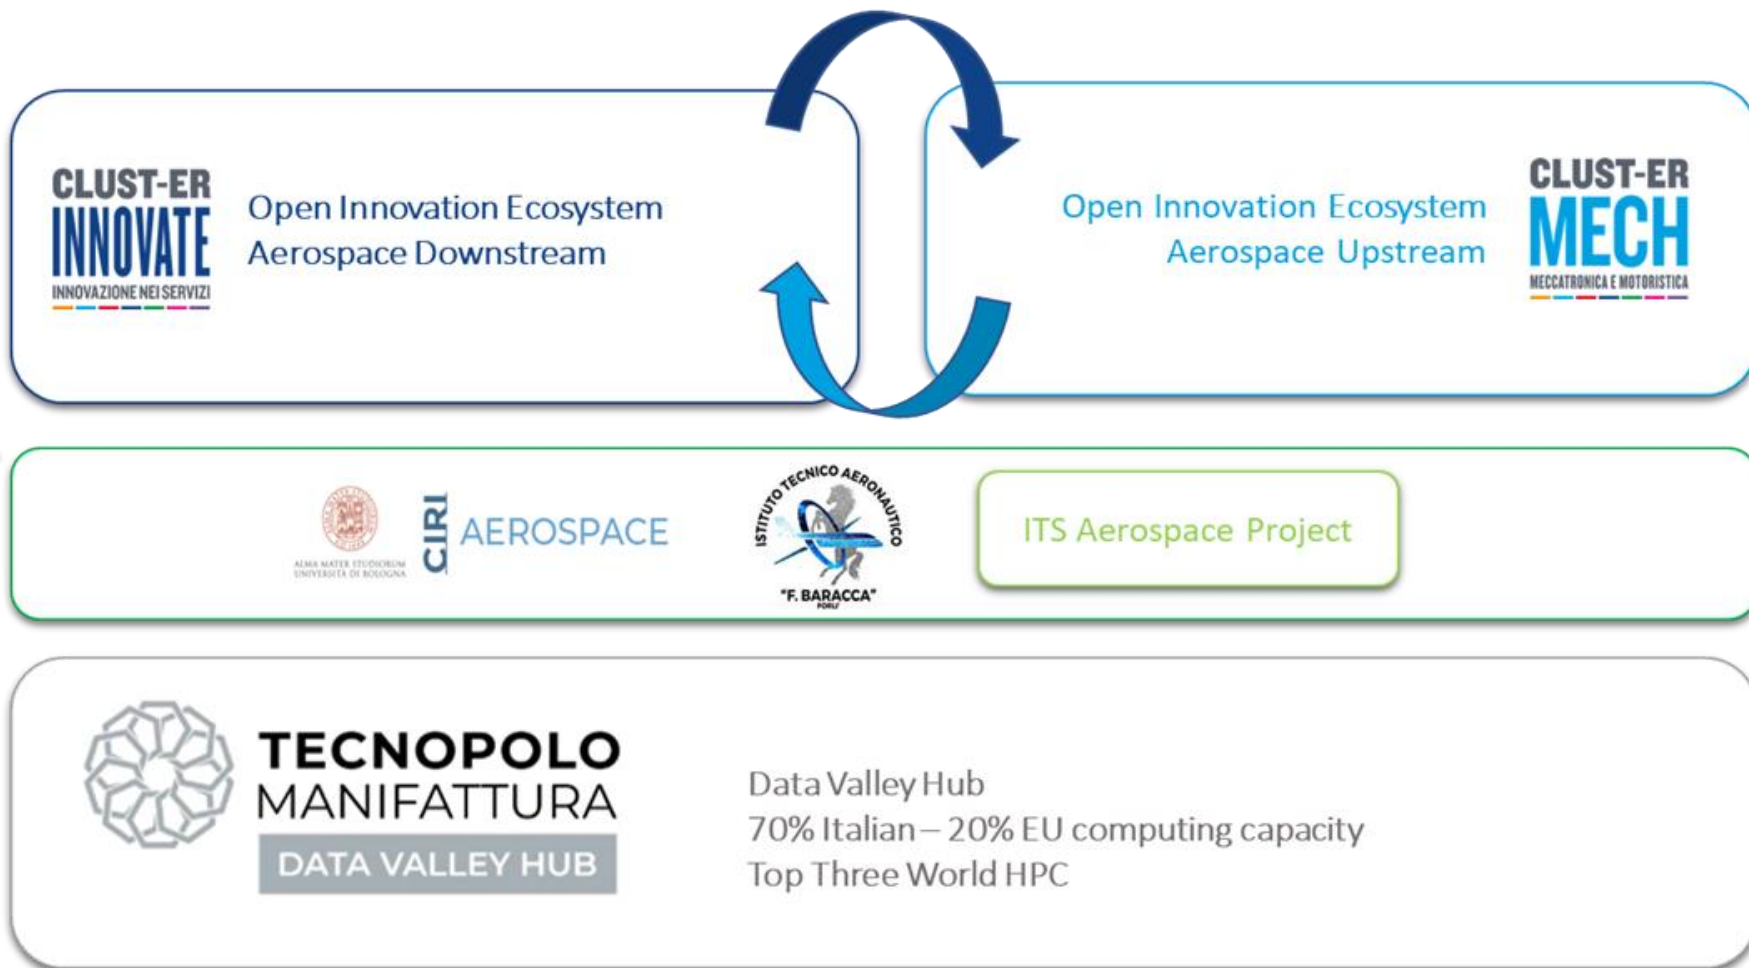 CLUST-ER
INNOVATE
INNOVAZIONE NEI SERVIZI
Open Innovation Ecosystem
Aerospace Downstream
Open Innovation Ecosystem
Aerospace Upstream
CLUST-ER
MECH
MECCATRONICA E MOTORISTICA
ALMA MATER STUDIORUM
UNIVERSITÀ DI BOLOGNA
CIRI
AEROSPACE
ISTITUTO TECNICO AERONAUTICO
"F. BARACCA"
FORLI'
ITS Aerospace Project
TECNOPOLO
MANIFATTURA
DATA VALLEY HUB
Data Valley Hub
70% Italian – 20% EU computing capacity
Top Three World HPC